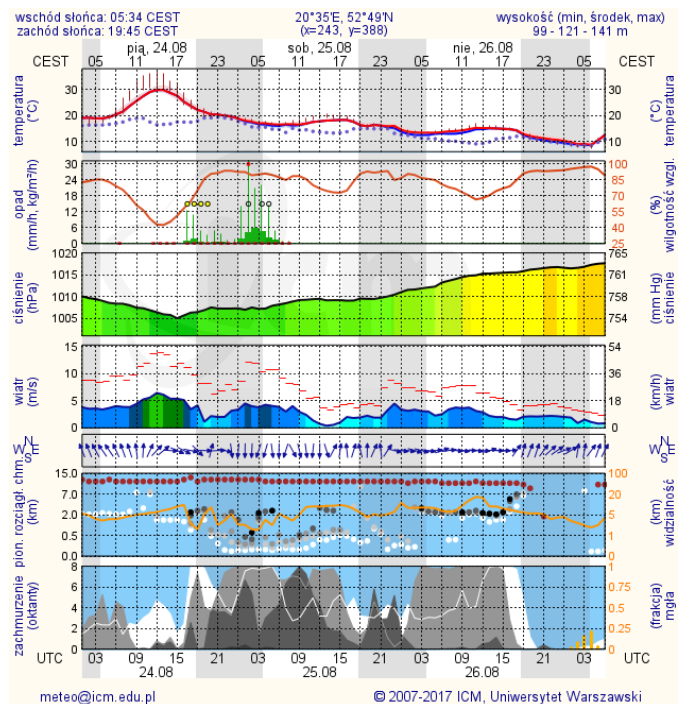 wschód słońca: 05:34 CEST 20°35'E, 52°49'N wysokość (min, środek, max)
zachód słońca: 19:45 CEST (x=243, y=388) 99 - 121 - 141 m
pią, 24.08 sob, 25.08 nie, 26.08
CEST 05 11 17 23 05 11 17 23 05 11 17 23 05 CEST
temperatura (°C) 30 20 10 30 20 10 temperatura (°C)
opad (mm/h, kg/m²/h) 30 24 18 12 6 0 100 95 85 70 55 40 25 (%) wilgotność wzgl.
ciśnienie (hPa) 1020 1015 1010 1005 765 761 758 754 (mm Hg) ciśnienie
wiatr (m/s) 15 10 5 0 54 36 18 0 (km/h) wiatr
N W E S N W E S
pion. rozciągł. chm. (km) 15.0 7.0 2.0 0.5 0.0 100 20 5 1 0 (km) widzialność
zachmurzenie (oktanty) 8 6 4 2 0 1 0.75 0.5 0.25 0 (frakcja) mgła
UTC 03 09 15 21 03 09 15 21 03 09 15 21 03 UTC
24.08 25.08 26.08
meteo@icm.edu.pl © 2007-2017 ICM, Uniwersytet Warszawski